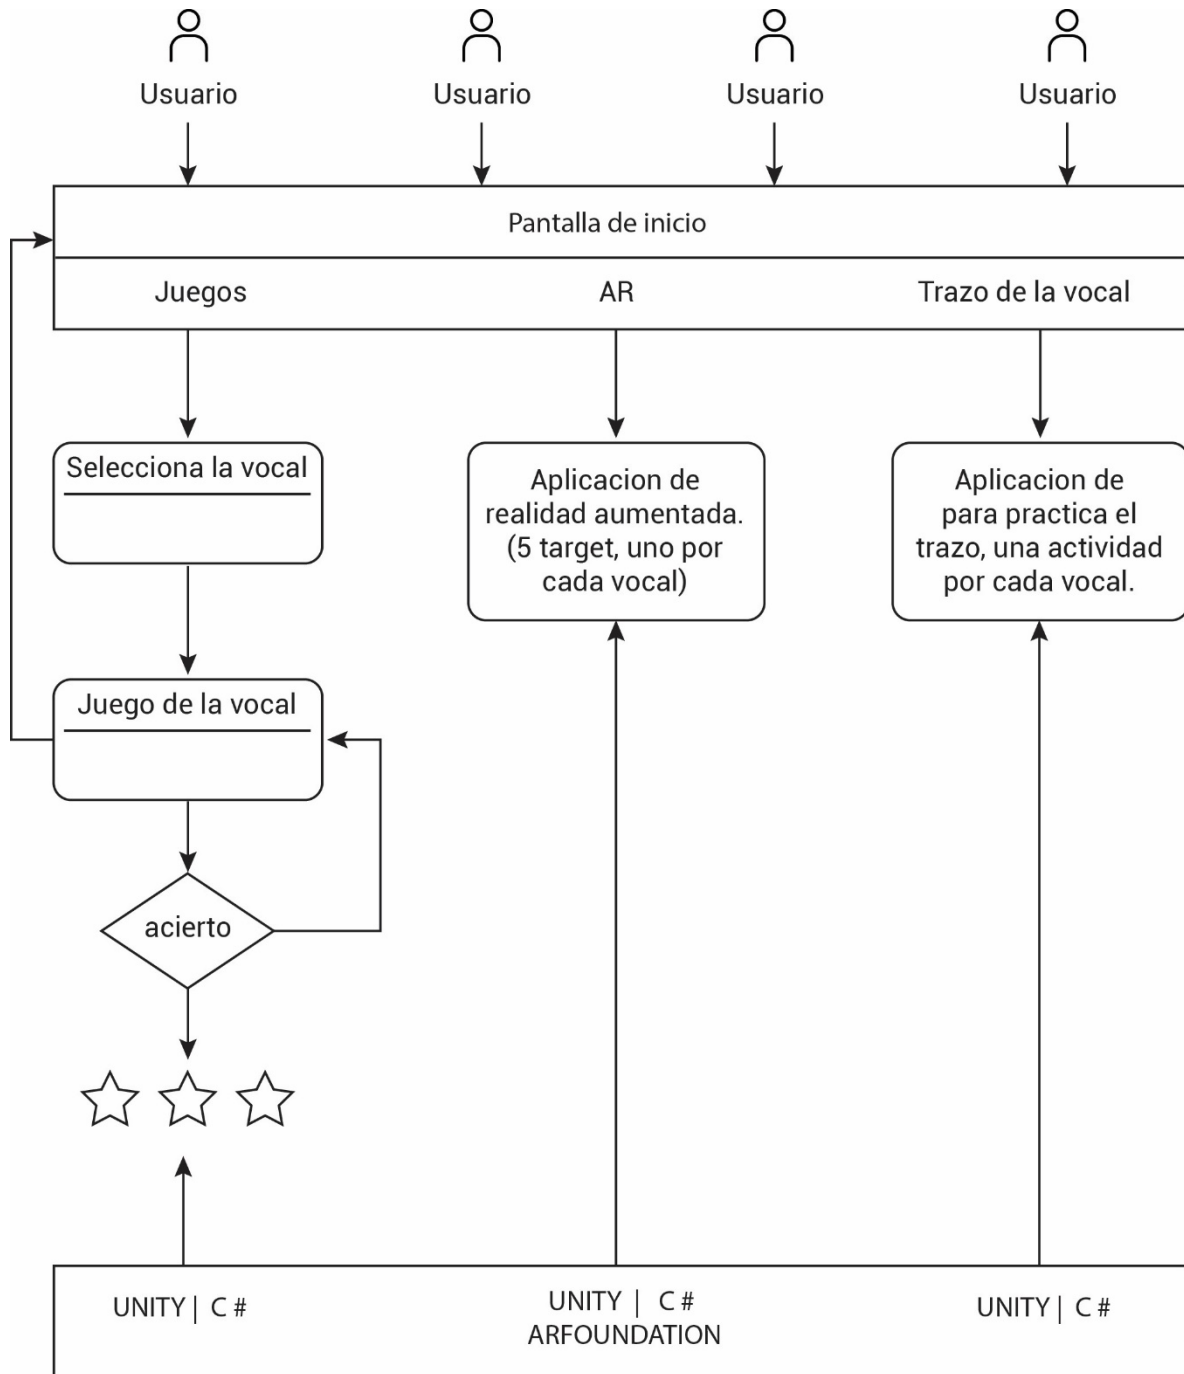 Usuario
Usuario
Usuario
Usuario
Pantalla de inicio
Juegos
AR
Trazo de la vocal
Selecciona la vocal
Aplicacion de
realidad aumentada.
(5 target, uno por
cada vocal)
Aplicacion de
para practica el
trazo, una actividad
por cada vocal.
Juego de la vocal
acierto
UNITY | C #
UNITY | C #
ARFOUNDATION
UNITY | C #